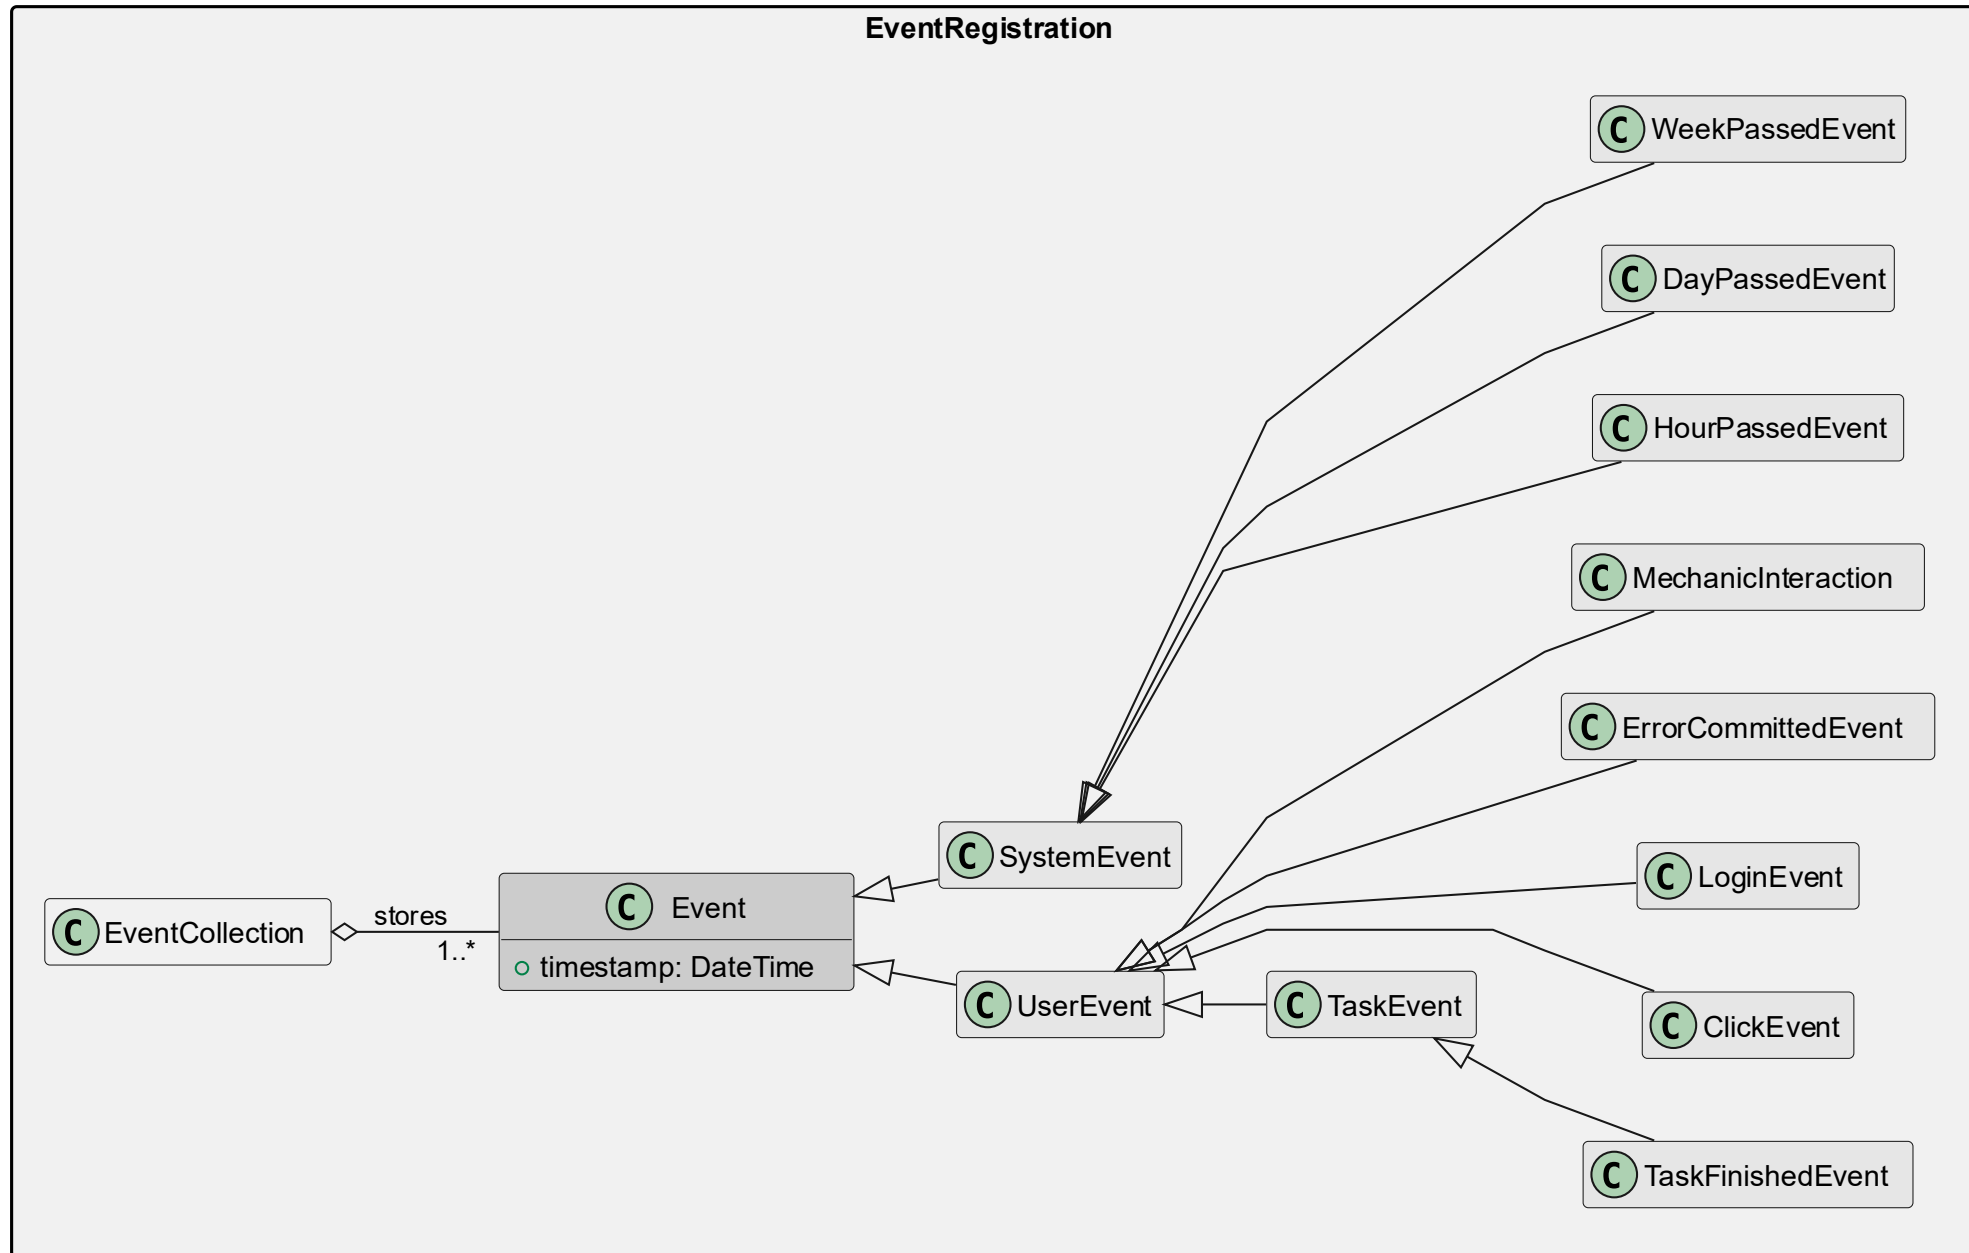 EventRegistration
C WeekPassedEvent
C DayPassedEvent
C HourPassedEvent
C MechanicInteraction
C ErrorCommittedEvent
C SystemEvent
C LoginEvent
C EventCollection
stores
1..*
C Event
timestamp: DateTime
C UserEvent
C TaskEvent
C ClickEvent
C TaskFinishedEvent